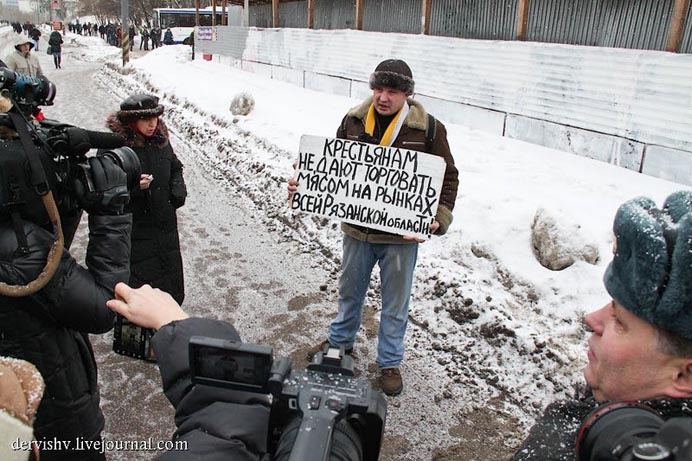 КРЕСТЬЯНАМ
НЕ ДАЮТ ТОРГОВАТЬ
МЯСОМ НА РЫНКАХ
ВСЕЙ РЯЗАНСКОЙ ОБЛАСТИ!
dervishv.livejournal.com